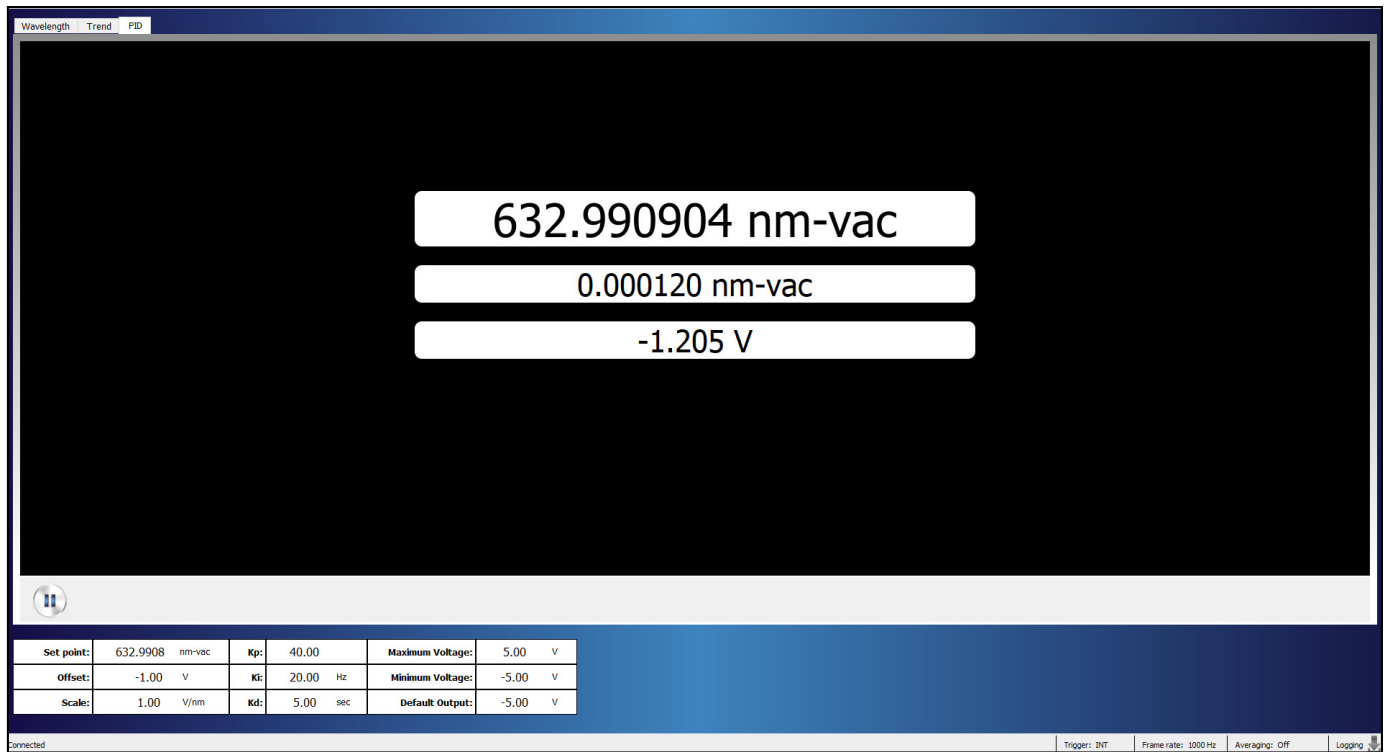 Wavelength Trend PID
632.990904 nm-vac
0.000120 nm-vac
-1.205 V
Set point: 632.9908 nm-vac Kp: 40.00 Maximum Voltage: 5.00 V
Offset: -1.00 V Ki: 20.00 Hz Minimum Voltage: -5.00 V
Scale: 1.00 V/nm Kd: 5.00 sec Default Output: -5.00 V
Connected Trigger: INT Frame rate: 1000 Hz Averaging: Off Logging